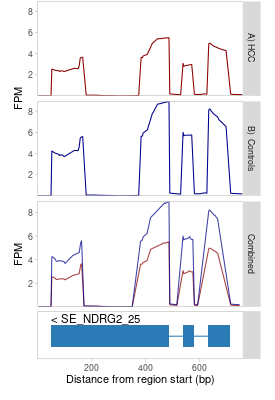 8
6
4
2
A) HCC
8
6
4
2
B): Controls
FPM
8
6
4
2
Combined
FPM
FPM
< SE_NDRG2_25
200 400 600
Distance from region start (bp)